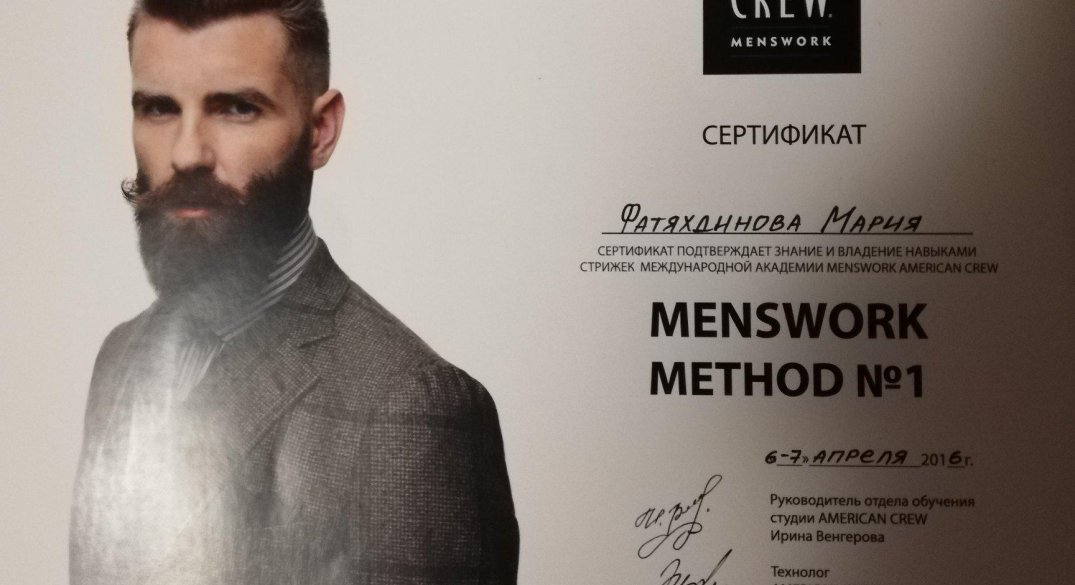 CREW
MENSWORK
СЕРТИФИКАТ
Фатяхдинова Мария
СЕРТИФИКАТ ПОДТВЕРЖДАЕТ ЗНАНИЕ И ВЛАДЕНИЕ НАВЫКАМИ
СТРИЖЕК МЕЖДУНАРОДНОЙ АКАДЕМИИ MENSWORK AMERICAN CREW
MENSWORK
METHOD №1
6-7» АПРЕЛЯ 2016г.
Руководитель отдела обучения
студии AMERICAN CREW
Ирина Венгерова
Технолог